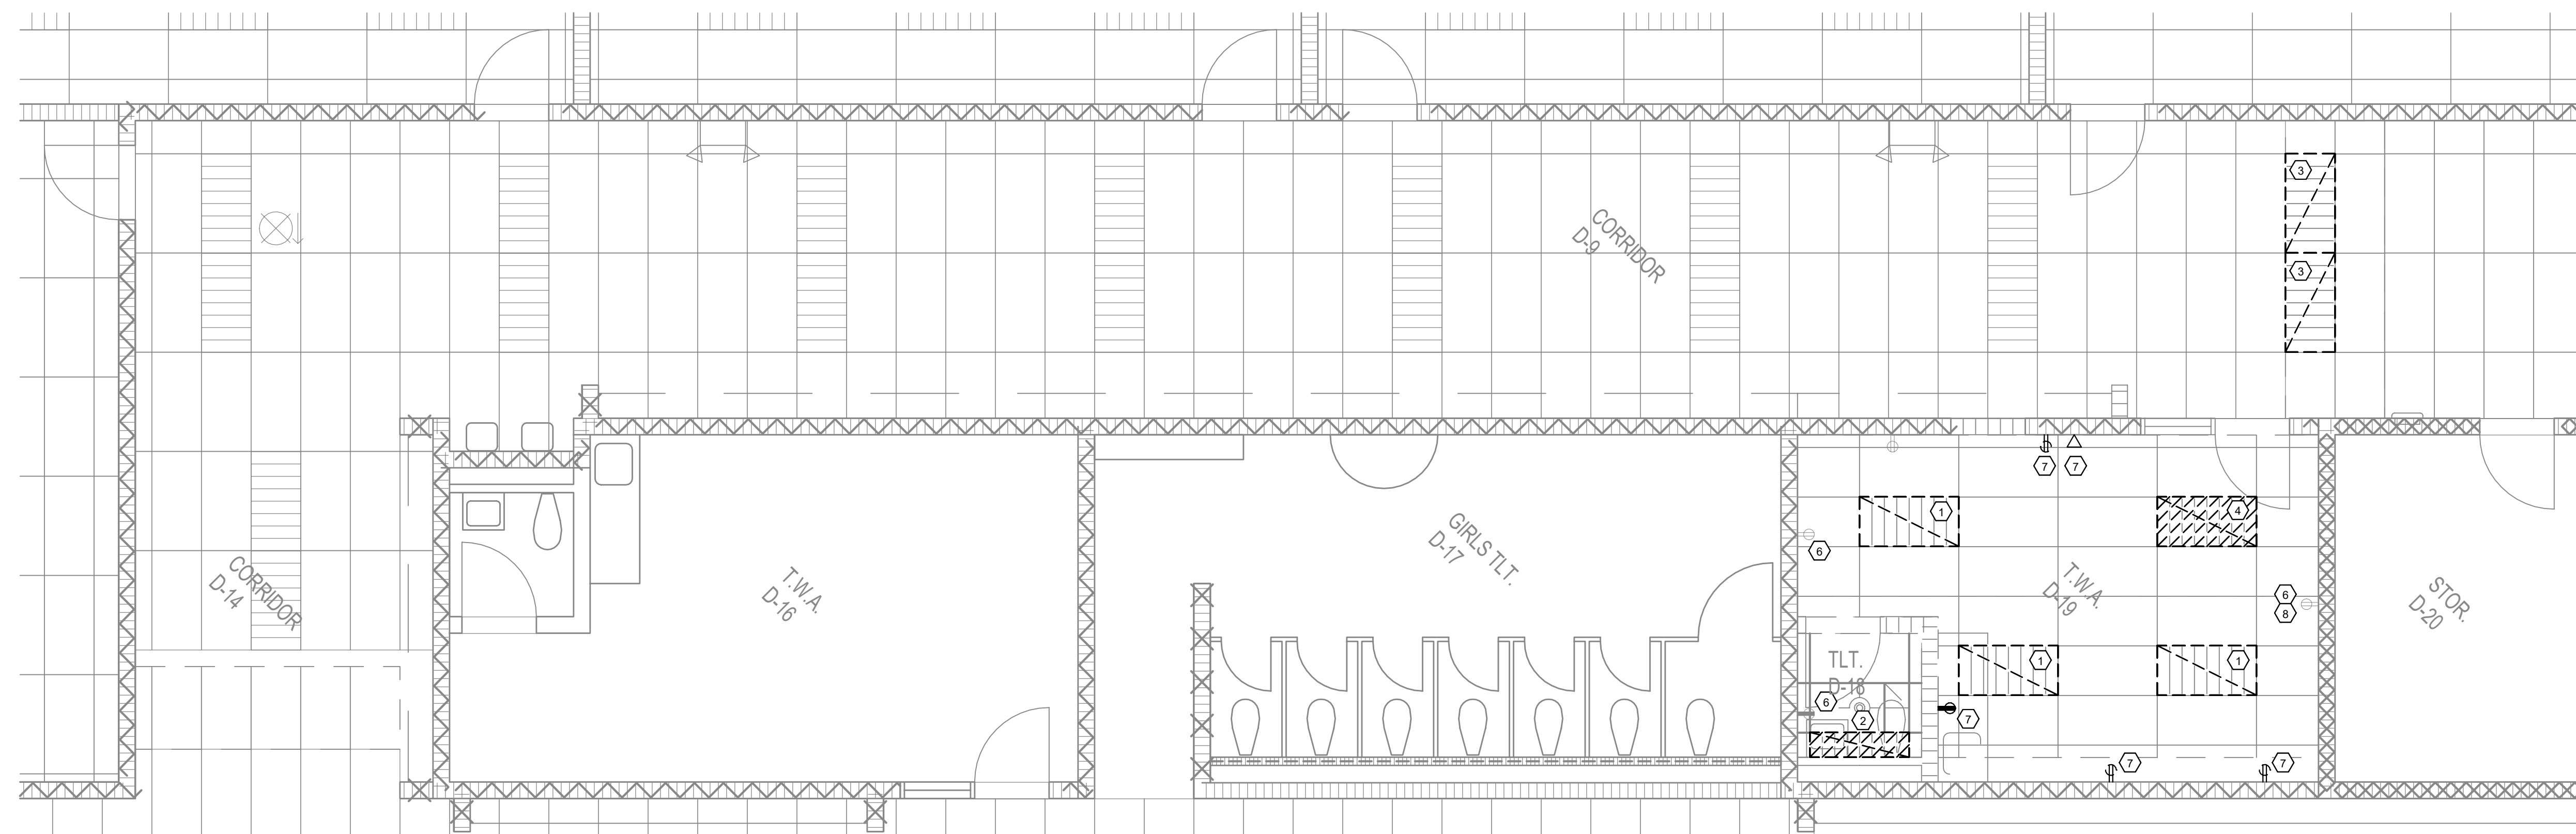 3
3
CORRIDOR
D-9
7
7
1
4
GIRLS TLT.
D-17
6
CORRIDOR
D-14
T.W.A.
D-16
T.W.A.
D-19
6
8
STOR.
D-20
TLT.
D-18
1
1
6
2
7
7
7